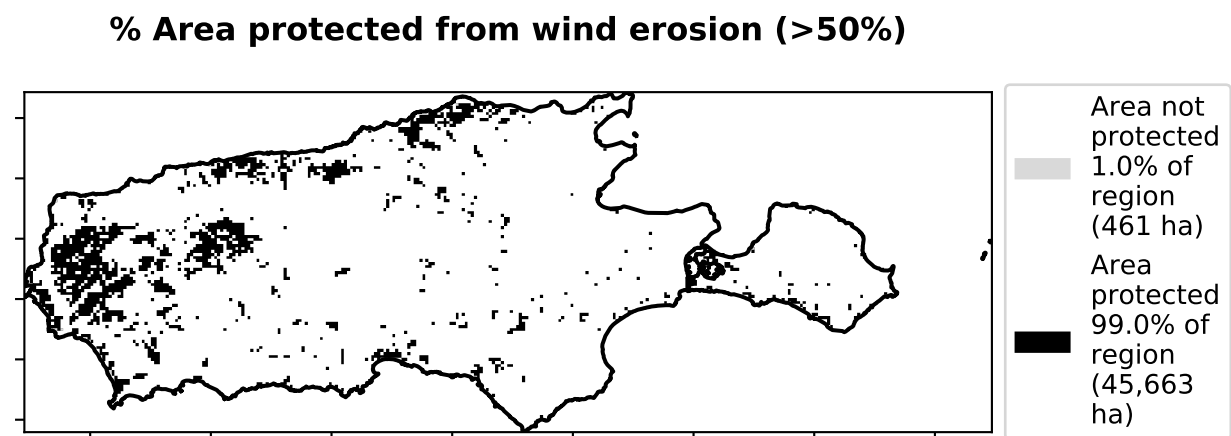 % Area protected from wind erosion (>50%)
Area not
protected
1.0% of
region
(461 ha)
Area
protected
99.0% of
region
(45,663
ha)